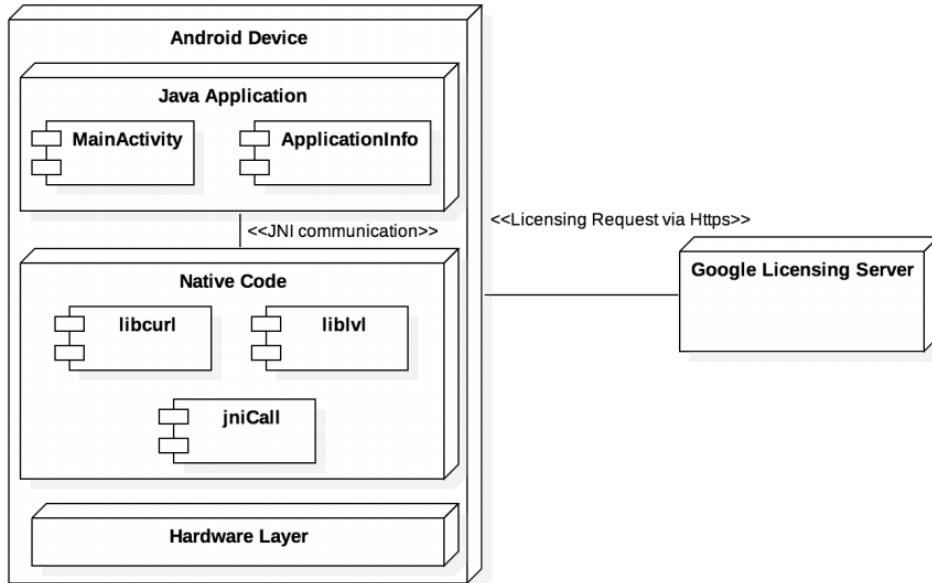 Android Device
Java Application
MainActivity
ApplicationInfo
<<JNI communication>>
<<Licensing Request via Https>>
Google Licensing Server
Native Code
libcurl
liblvl
jniCall
Hardware Layer